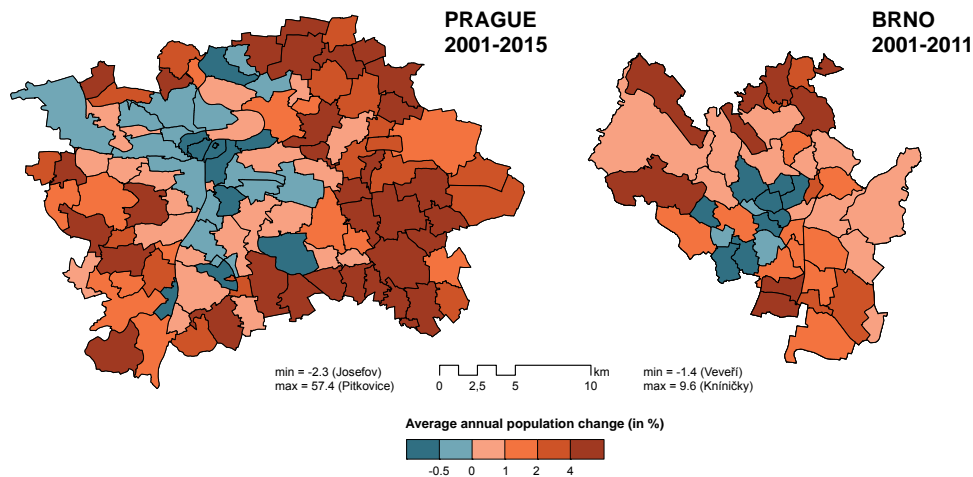 PRAGUE
2001-2015
BRNO
2001-2011
min = -2.3 (Josefov)
max = 57.4 (Pitkovice)
km
0 2,5 5 10
min = -1.4 (Veveří)
max = 9.6 (Kníničky)
Average annual population change (in %)
-0.5 0 1 2 4